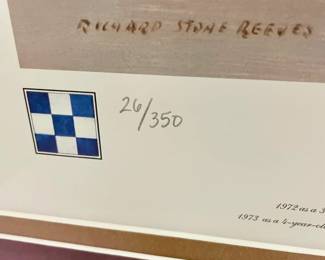 RICHARD STONE REEVES
26/350
1972 as a 3
1973 as a 4-year-ol